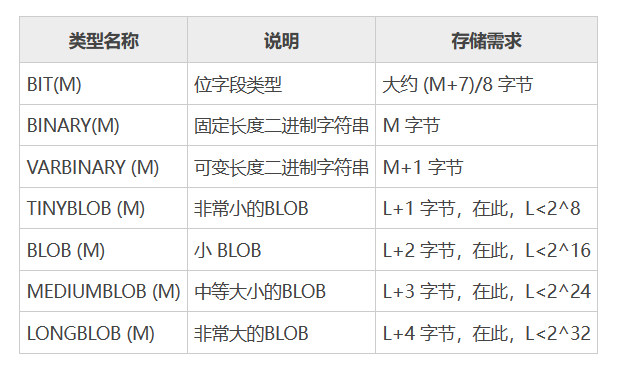 类型名称 说明 存储需求
BIT(M) 位字段类型 大约 (M+7)/8 字节
BINARY(M) 固定长度二进制字符串 M 字节
VARBINARY (M) 可变长度二进制字符串 M+1 字节
TINYBLOB (M) 非常小的BLOB L+1 字节，在此，L<2^8
BLOB (M) 小 BLOB L+2 字节，在此，L<2^16
MEDIUMBLOB (M) 中等大小的BLOB L+3 字节，在此，L<2^24
LONGBLOB (M) 非常大的BLOB L+4 字节，在此，L<2^32